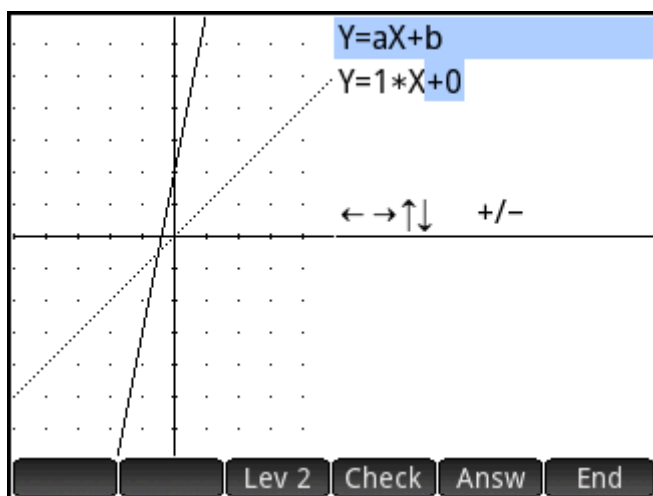 Y=aX+b
Y=1*X+0
←→↑↓ +/-
Lev 2 Check Answ End